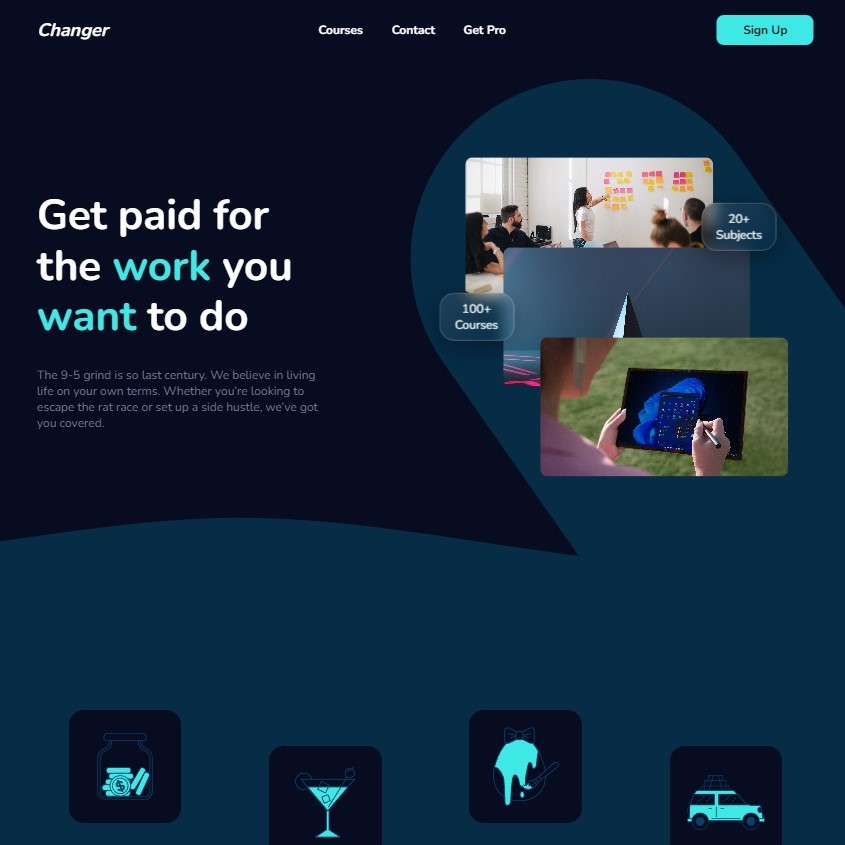 Changer
Courses
Contact
Get Pro
Sign Up
Get paid for
the work you
want to do
The 9-5 grind is so last century. We believe in living
life on your own terms. Whether you're looking to
escape the rat race or set up a side hustle, we've got
you covered.
20+
Subjects
100+
Courses
$